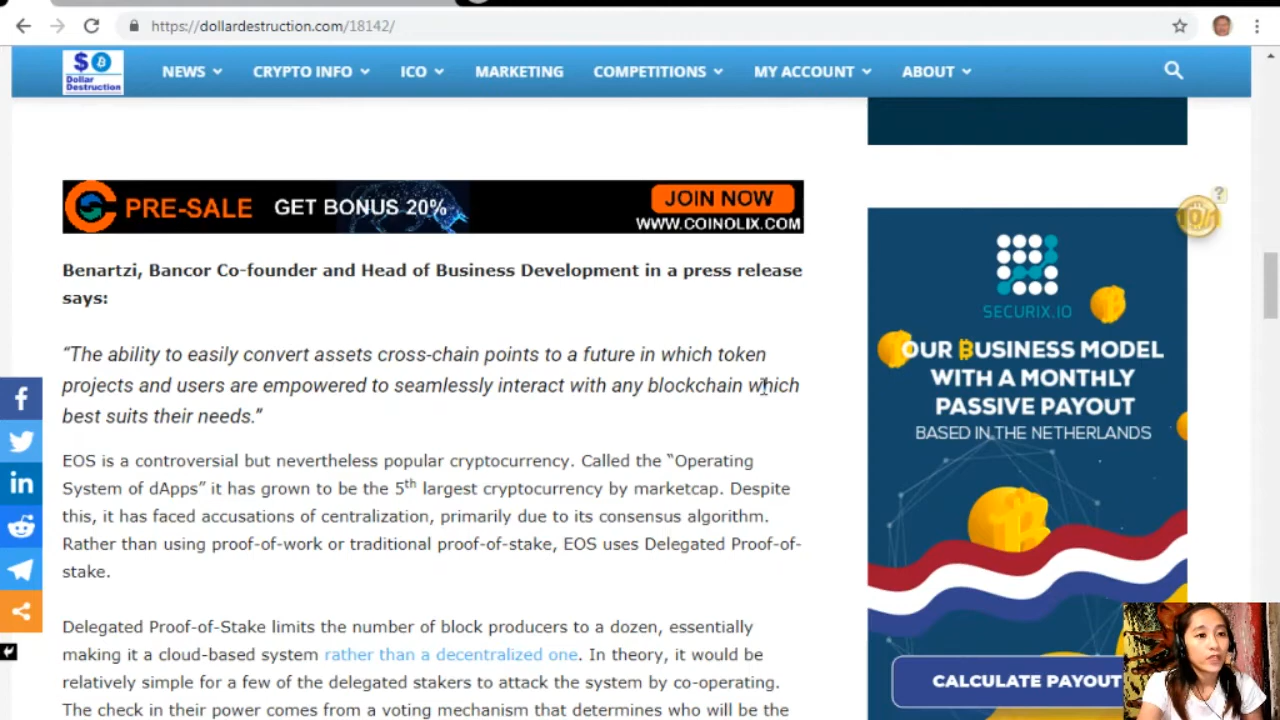 https://dollardestruction.com/18142/
$ B
Dollar
Destruction
NEWS
CRYPTO INFO
ICO
MARKETING
COMPETITIONS
MY ACCOUNT
ABOUT
PRE-SALE GET BONUS 20% JOIN NOW
WWW.COINOLIX.COM
?
10/1
Benartzi, Bancor Co-founder and Head of Business Development in a press release
says:
“The ability to easily convert assets cross-chain points to a future in which token
projects and users are empowered to seamlessly interact with any blockchain which
best suits their needs.”
EOS is a controversial but nevertheless popular cryptocurrency. Called the “Operating
System of dApps” it has grown to be the 5th largest cryptocurrency by marketcap. Despite
this, it has faced accusations of centralization, primarily due to its consensus algorithm.
Rather than using proof-of-work or traditional proof-of-stake, EOS uses Delegated Proof-of-
stake.
Delegated Proof-of-Stake limits the number of block producers to a dozen, essentially
making it a cloud-based system rather than a decentralized one. In theory, it would be
relatively simple for a few of the delegated stakers to attack the system by co-operating.
The check in their power comes from a voting mechanism that determines who will be the
SECURIX.IO
OUR BUSINESS MODEL
WITH A MONTHLY
PASSIVE PAYOUT
BASED IN THE NETHERLANDS
CALCULATE PAYOUT